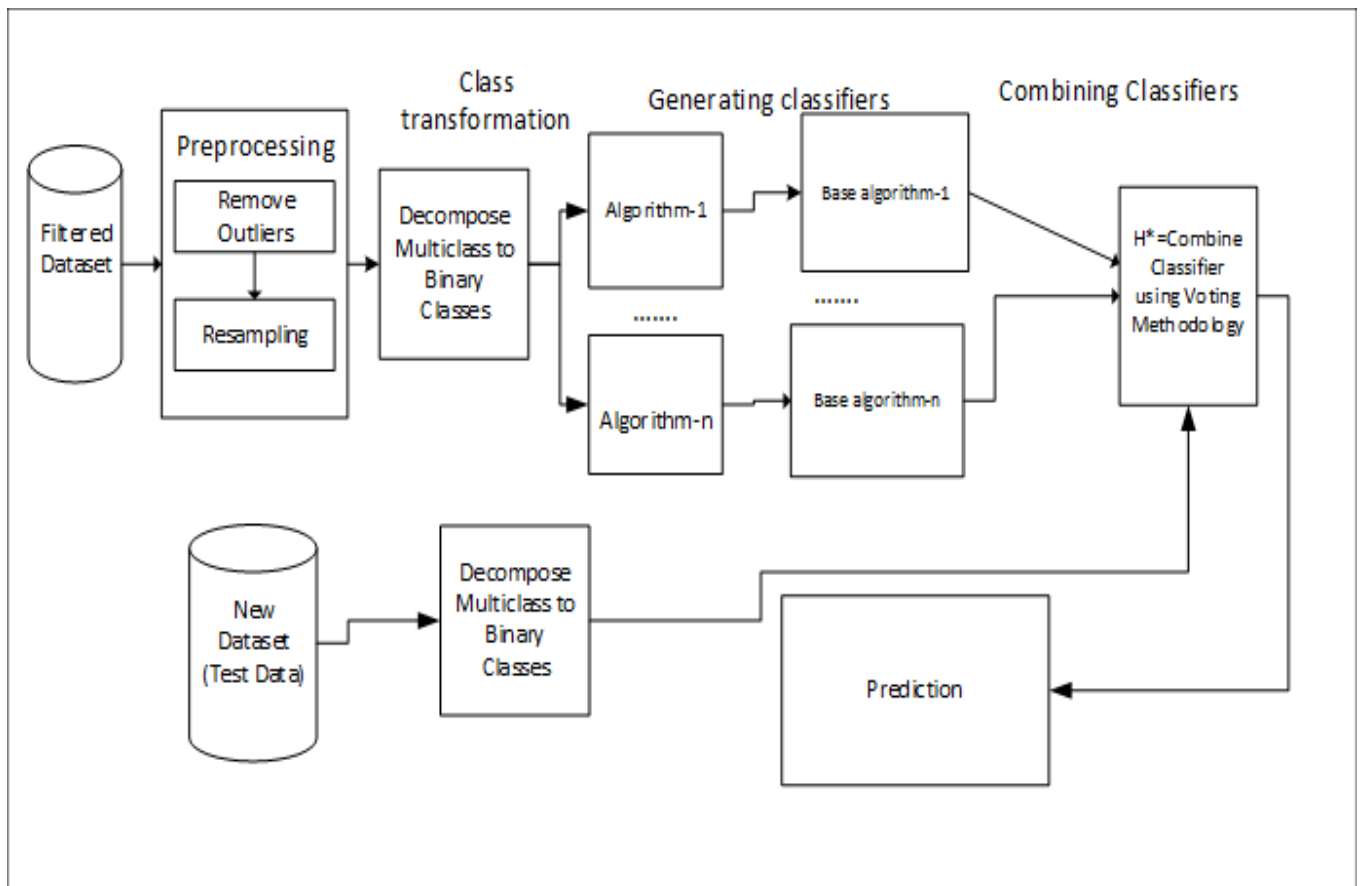 Class
transformation
Generating classifiers
Combining Classifiers
Preprocessing
Remove
Outliers
Resampling
Filtered
Dataset
Decompose
Multiclass to
Binary
Classes
Algorithm-1
.......
Algorithm-n
Base algorithm-1
.......
Base algorithm-n
H*=Combine
Classifier
using Voting
Methodology
New
Dataset
(Test Data)
Decompose
Multiclass to
Binary
Classes
Prediction